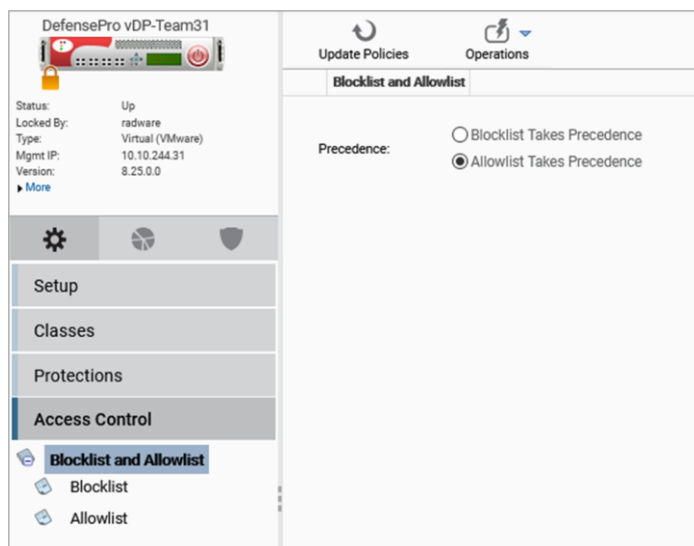 DefensePro vDP-Team31
Status: Up
Locked By: radware
Type: Virtual (VMware)
Mgmt IP: 10.10.244.31
Version: 8.25.0.0
More
Setup
Classes
Protections
Access Control
Blocklist and Allowlist
Blocklist
Allowlist
Update Policies
Operations
Blocklist and Allowlist
Precedence:
Blocklist Takes Precedence
Allowlist Takes Precedence